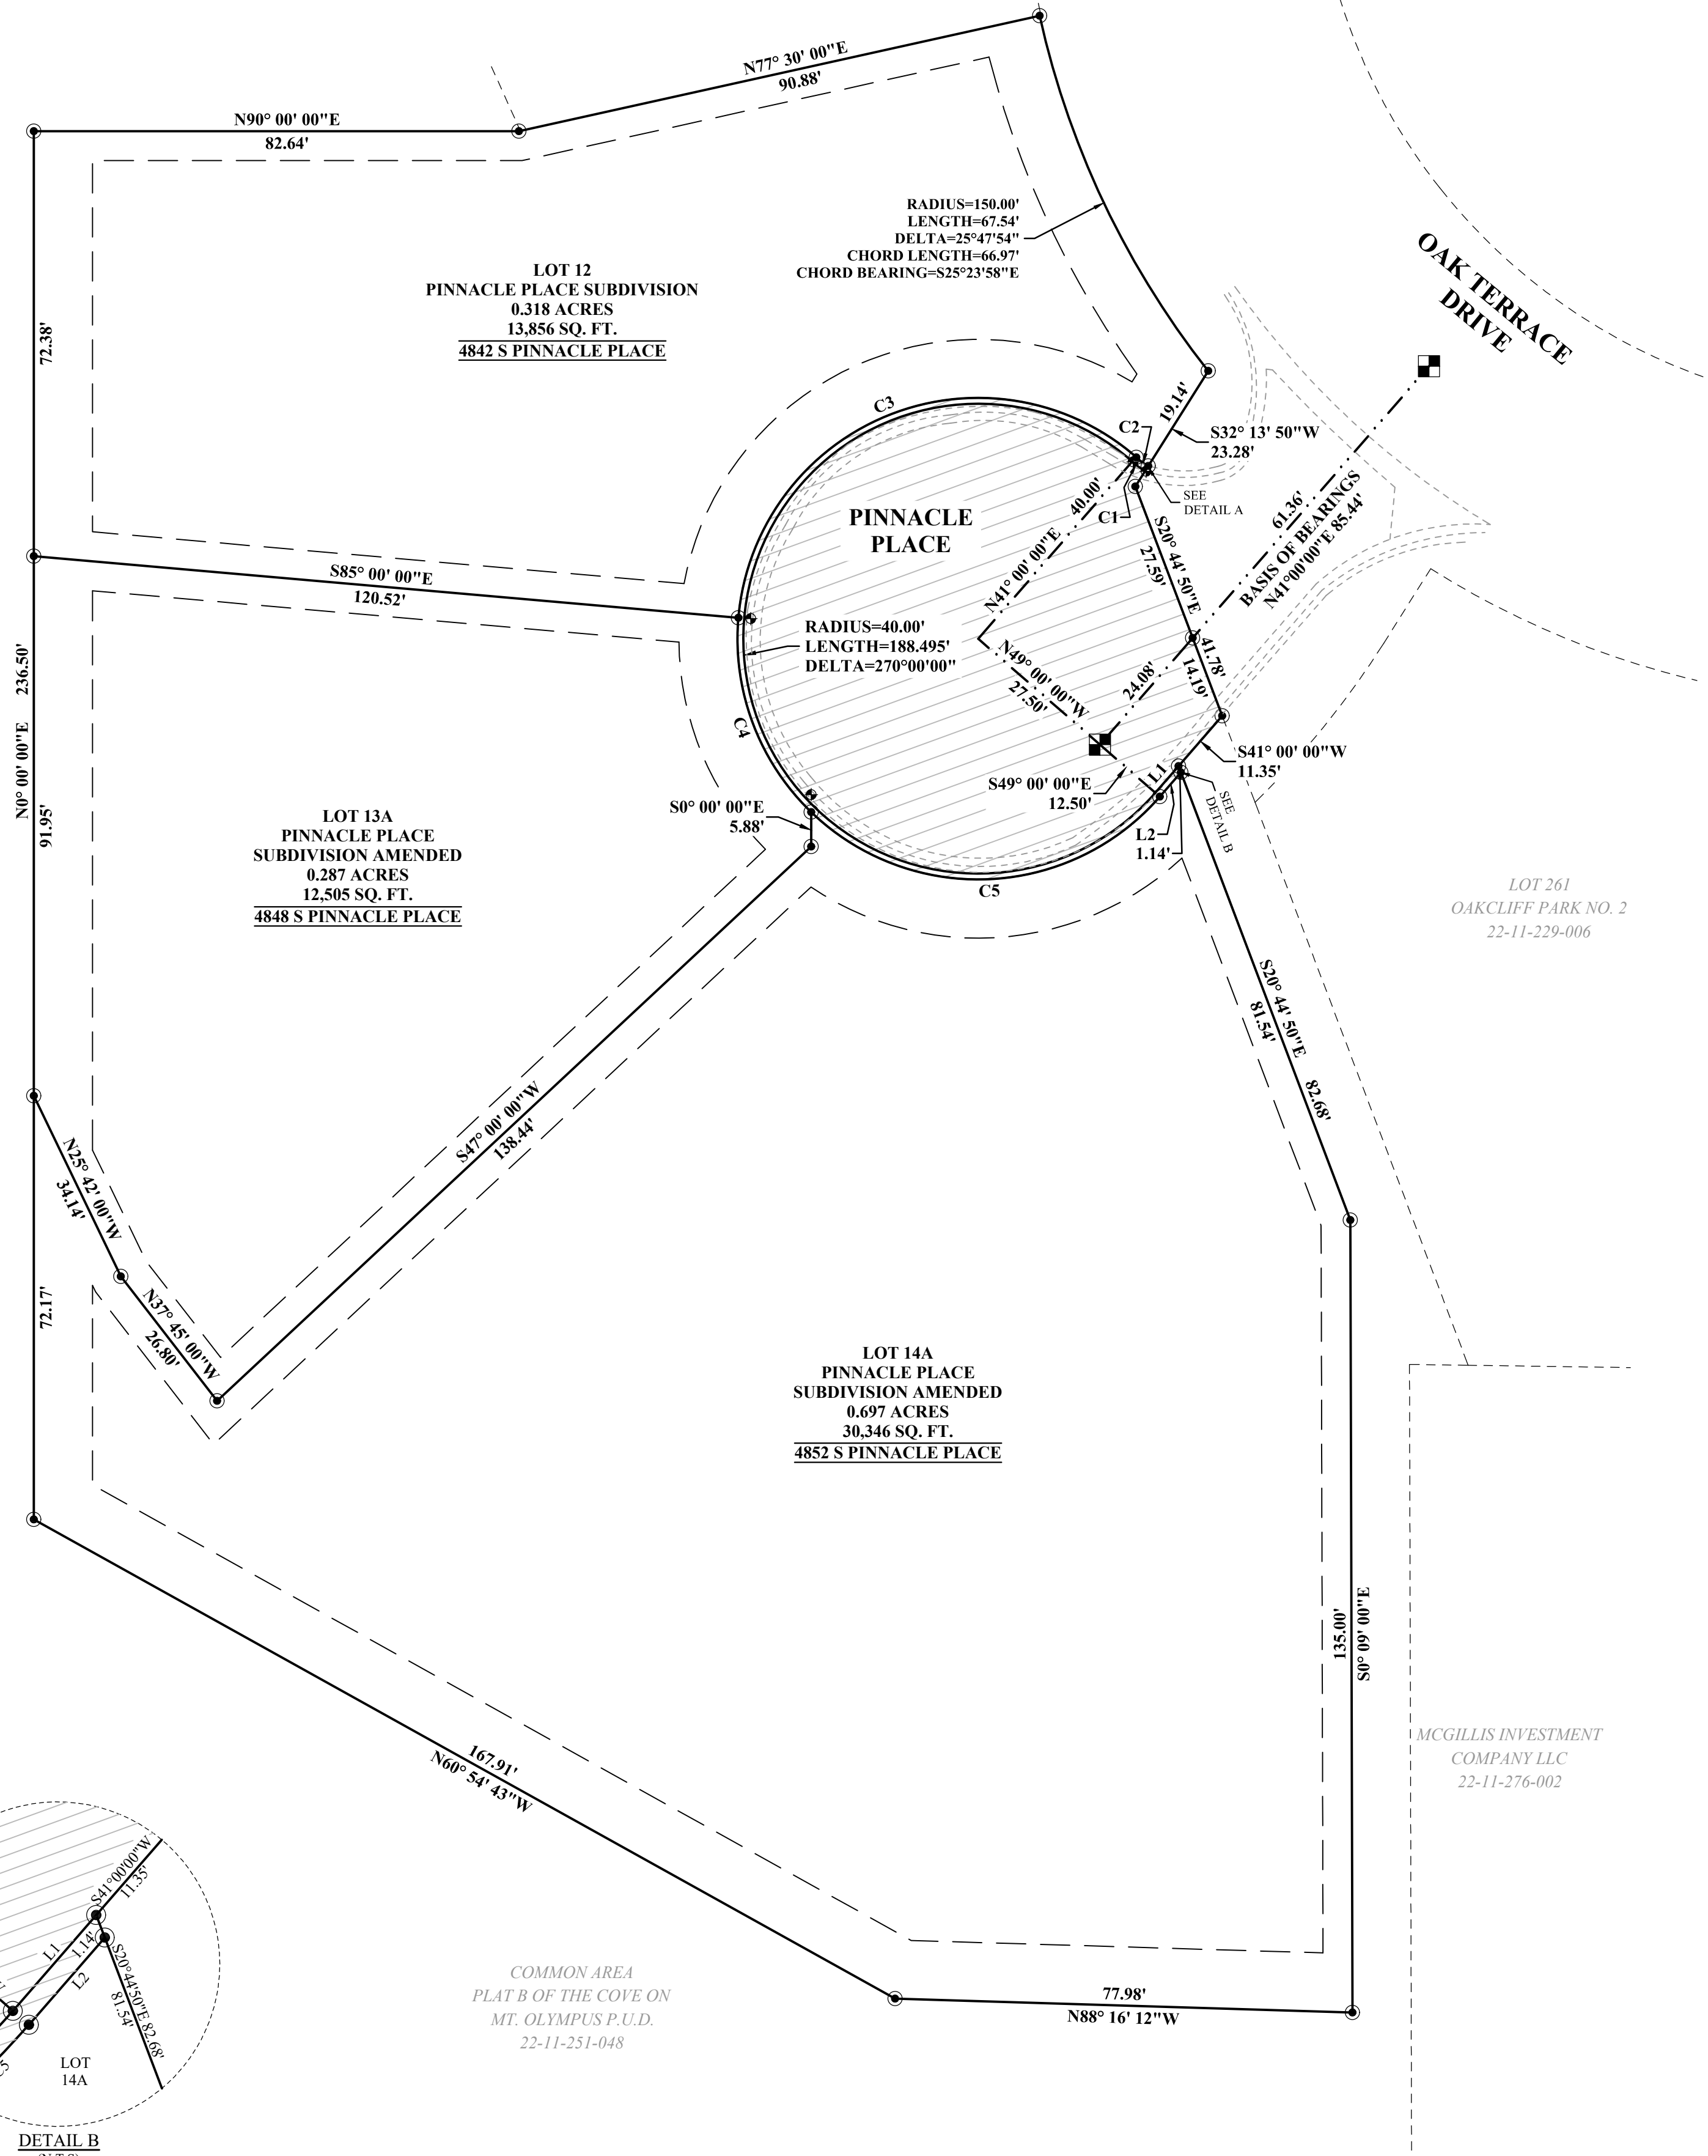 N77° 30' 00"E
90.88'
N90° 00' 00"E
82.64'
RADIUS=150.00'
LENGTH=67.54'
DELTA=25°47'54"
CHORD LENGTH=66.97'
CHORD BEARING=S25°23'58"E
OAK TERRACE
DRIVE
LOT 12
PINNACLE PLACE SUBDIVISION
0.318 ACRES
13,856 SQ. FT.
4842 S PINNACLE PLACE
72.38'
C3
C2
19.14'
S32° 13' 50"W
23.28'
SEE
DETAIL A
C1
40.00'
N41° 00' 00"E
PINNACLE
PLACE
S20° 44' 50"E
27.59'
61.36'
BASIS OF BEARINGS
N41°00'00"E 85.44'
S85° 00' 00"E
120.52'
RADIUS=40.00'
LENGTH=188.495'
DELTA=270°00'00"
N49° 00' 00"W
27.50'
24.08'
41.78'
14.19'
N0° 00' 00"E
236.50'
C4
S41° 00' 00"W
11.35'
S49° 00' 00"E
12.50'
L1
L2
1.14'
SEE
DETAIL B
S0° 00' 00"E
5.88'
C5
91.95'
LOT 13A
PINNACLE PLACE
SUBDIVISION AMENDED
0.287 ACRES
12,505 SQ. FT.
4848 S PINNACLE PLACE
LOT 261
OAKCLIFF PARK NO. 2
22-11-229-006
S20° 44' 50"E
81.54'
82.68'
S47° 00' 00"W
138.44'
N25° 42' 00"W
34.14'
N37° 45' 00"W
26.80'
72.17'
LOT 14A
PINNACLE PLACE
SUBDIVISION AMENDED
0.697 ACRES
30,346 SQ. FT.
4852 S PINNACLE PLACE
135.00'
S0° 09' 00"E
MCGILLIS INVESTMENT
COMPANY LLC
22-11-276-002
167.91'
N60° 54' 43"W
77.98'
N88° 16' 12"W
COMMON AREA
PLAT B OF THE COVE ON
MT. OLYMPUS P.U.D.
22-11-251-048
S41°00'00"W
11.35'
L1
1.14'
L2
S20°44'50"E 82.68'
81.54'
LOT
14A
DETAIL B